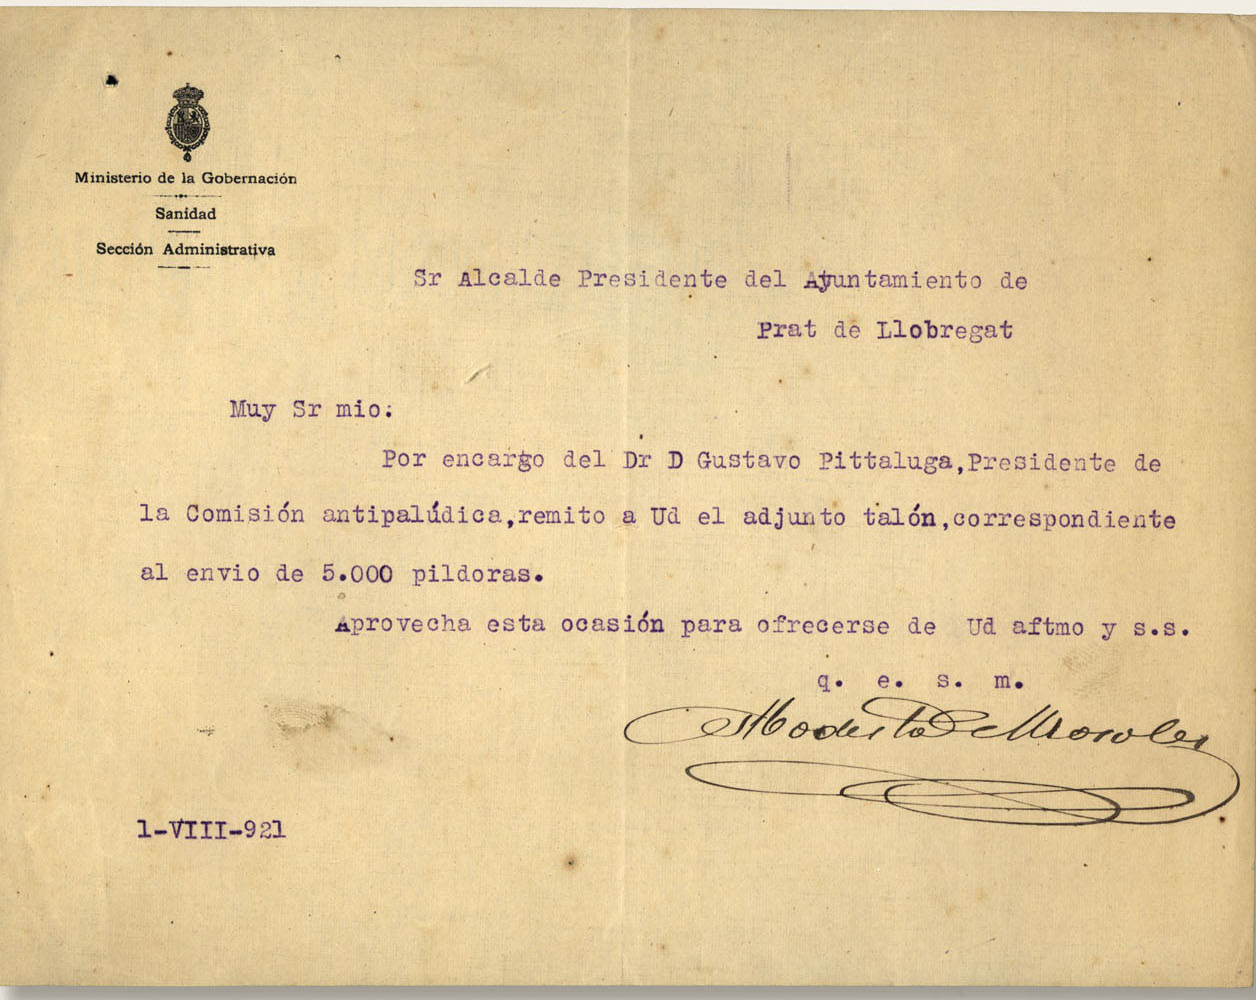 Ministerio de la Gobernación
Sanidad
Sección Administrativa
Sr Alcalde Presidente del Ayuntamiento de
Prat de Llobregat
Muy Sr mio:
Por encargo del Dr D Gustavo Pittaluga,Presidente de
la Comisión antipalúdica,remito a Ud el adjunto talón,correspondiente
al envio de 5.000 pildoras.
Aprovecha esta ocasión para ofrecerse de Ud aftmo y s.s.
q. e. s. m.
Modesto
1-VIII-921